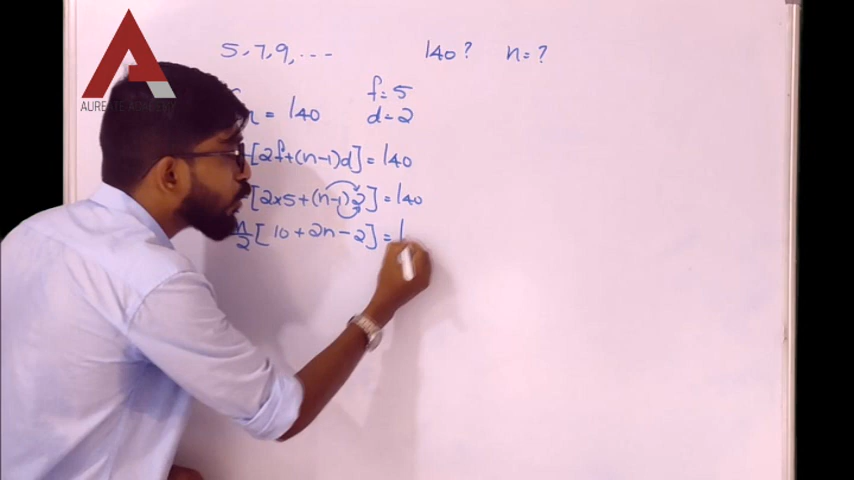 5, 7, 9, ---
140 ? n = ?
AUREATE ACADEMY
= 140
f = 5
d = 2
[2f+(n-1)d] = 140
[2x5+(n-1)2] = 140
n/2 [10+2n-2] =